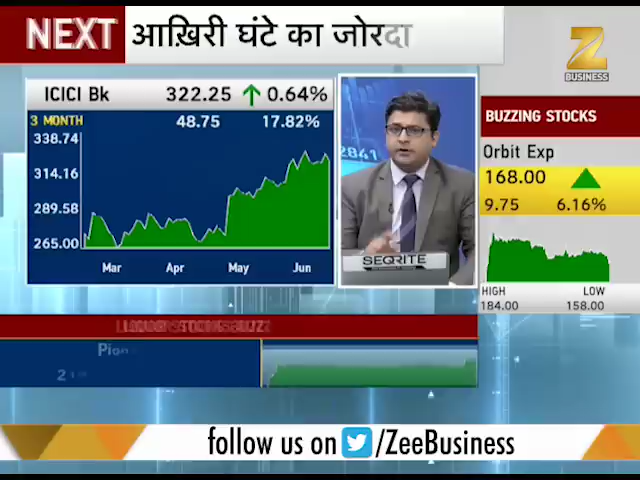 NEXT
आख़िरी घंटे का जोरदा
Z
BUSINESS
ICICI Bk 322.25 0.64%
3 MONTH 48.75 17.82%
338.74
314.16
289.58
265.00
Mar Apr May Jun
2841
SEQRITE
BUZZING STOCKS
Orbit Exp
168.00
9.75 6.16%
HIGH LOW
184.00 158.00
follow us on /ZeeBusiness